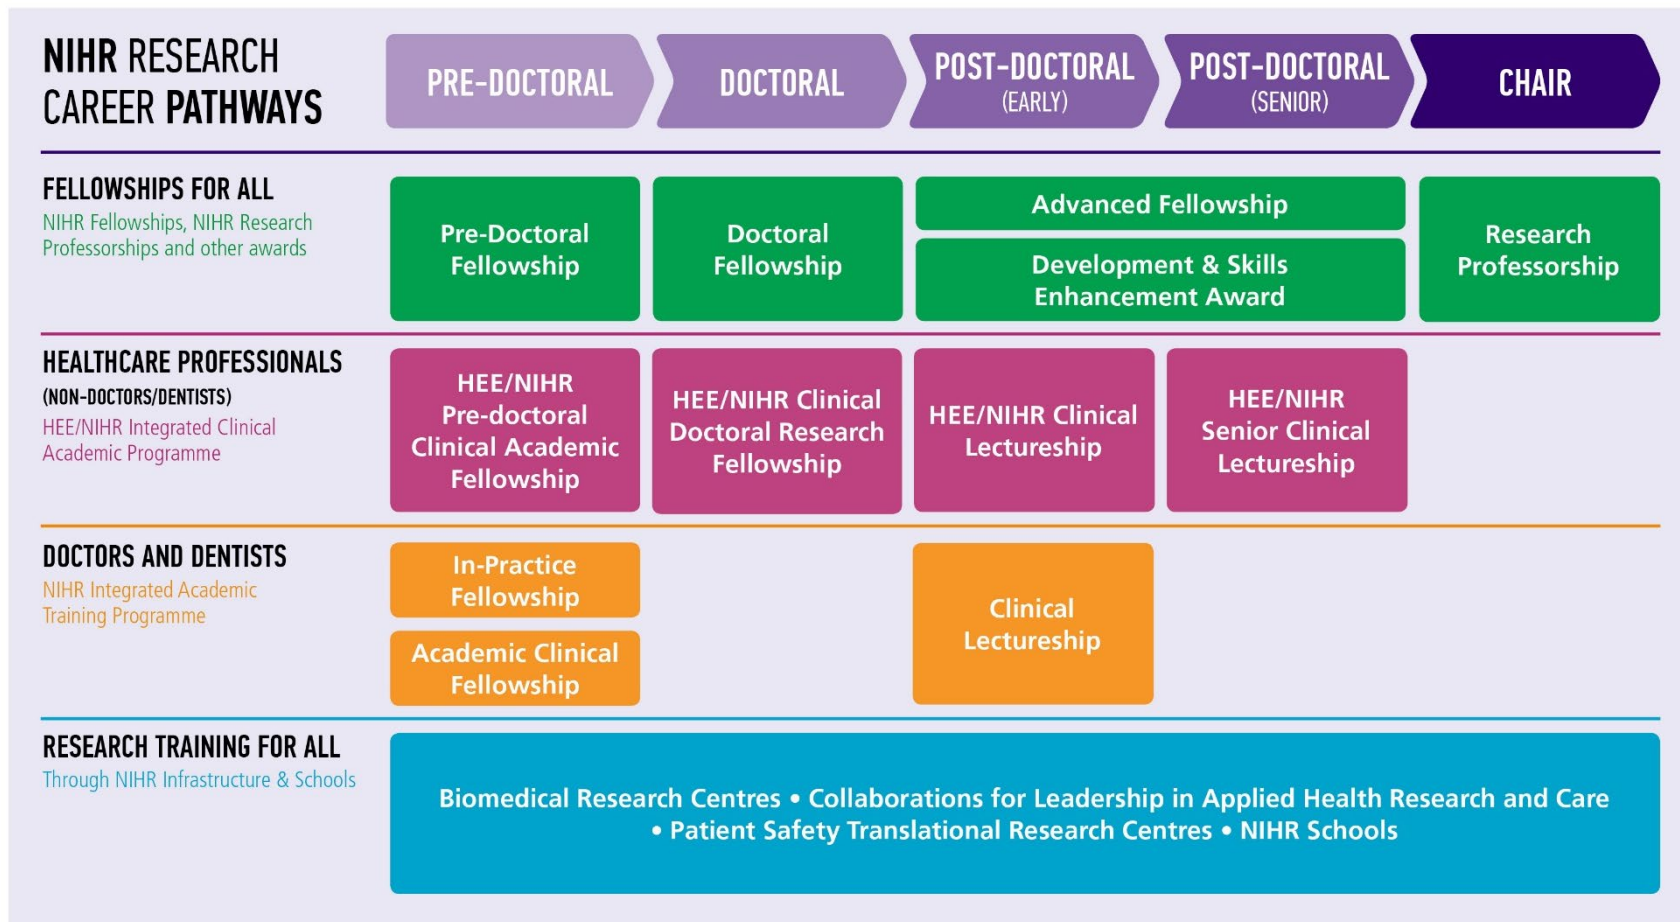 NIHR RESEARCH
CAREER PATHWAYS
PRE-DOCTORAL
DOCTORAL
POST-DOCTORAL
(EARLY)
POST-DOCTORAL
(SENIOR)
CHAIR
FELLOWSHIPS FOR ALL
NIHR Fellowships, NIHR Research
Professorships and other awards
Pre-Doctoral
Fellowship
Doctoral
Fellowship
Advanced Fellowship
Development & Skills
Enhancement Award
Research
Professorship
HEALTHCARE PROFESSIONALS
(NON-DOCTORS/DENTISTS)
HEE/NIHR Integrated Clinical
Academic Programme
HEE/NIHR
Pre-doctoral
Clinical Academic
Fellowship
HEE/NIHR Clinical
Doctoral Research
Fellowship
HEE/NIHR Clinical
Lectureship
HEE/NIHR
Senior Clinical
Lectureship
DOCTORS AND DENTISTS
NIHR Integrated Academic
Training Programme
In-Practice
Fellowship
Academic Clinical
Fellowship
Clinical
Lectureship
RESEARCH TRAINING FOR ALL
Through NIHR Infrastructure & Schools
Biomedical Research Centres • Collaborations for Leadership in Applied Health Research and Care
• Patient Safety Translational Research Centres • NIHR Schools